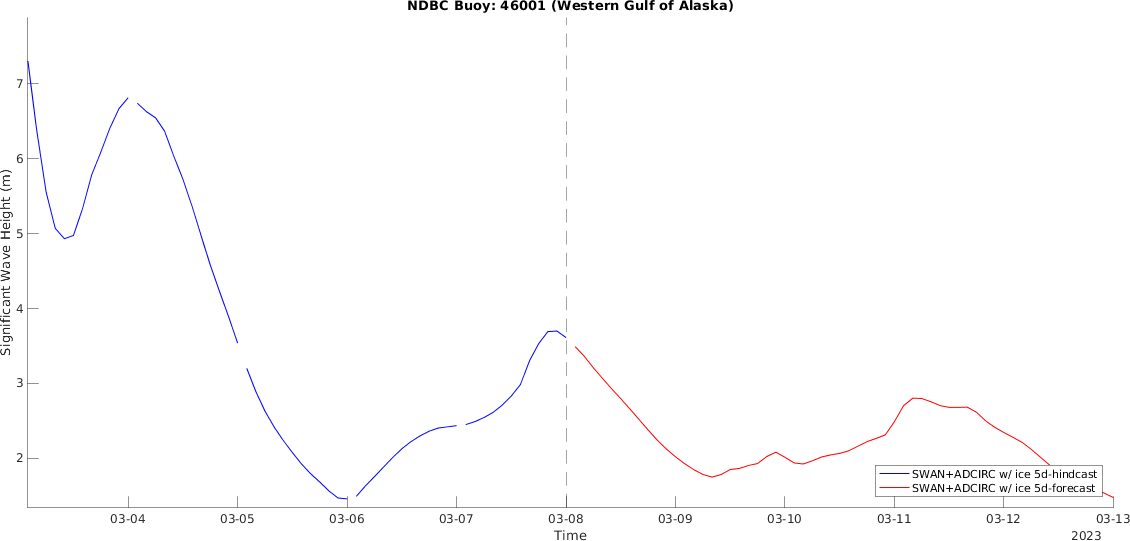 NDBC Buoy: 46001 (Western Gulf of Alaska)
7
6
5
4
3
2
Significant Wave Height (m)
SWAN+ADCIRC w/ ice 5d-hindcast
SWAN+ADCIRC w/ ice 5d-forecast
03-04 03-05 03-06 03-07 03-08 03-09 03-10 03-11 03-12 03-13
Time
2023